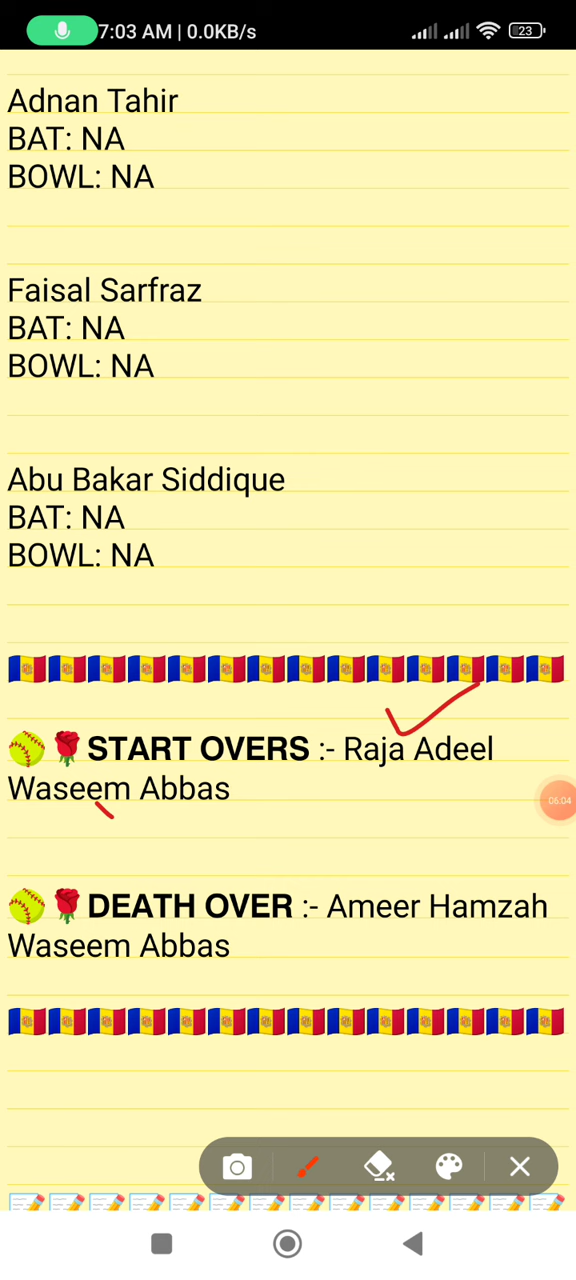 7:03 AM | 0.0KB/s
23
Adnan Tahir
BAT: NA
BOWL: NA
Faisal Sarfraz
BAT: NA
BOWL: NA
Abu Bakar Siddique
BAT: NA
BOWL: NA
START OVERS :- Raja Adeel
Waseem Abbas
06:04
DEATH OVER :- Ameer Hamzah
Waseem Abbas